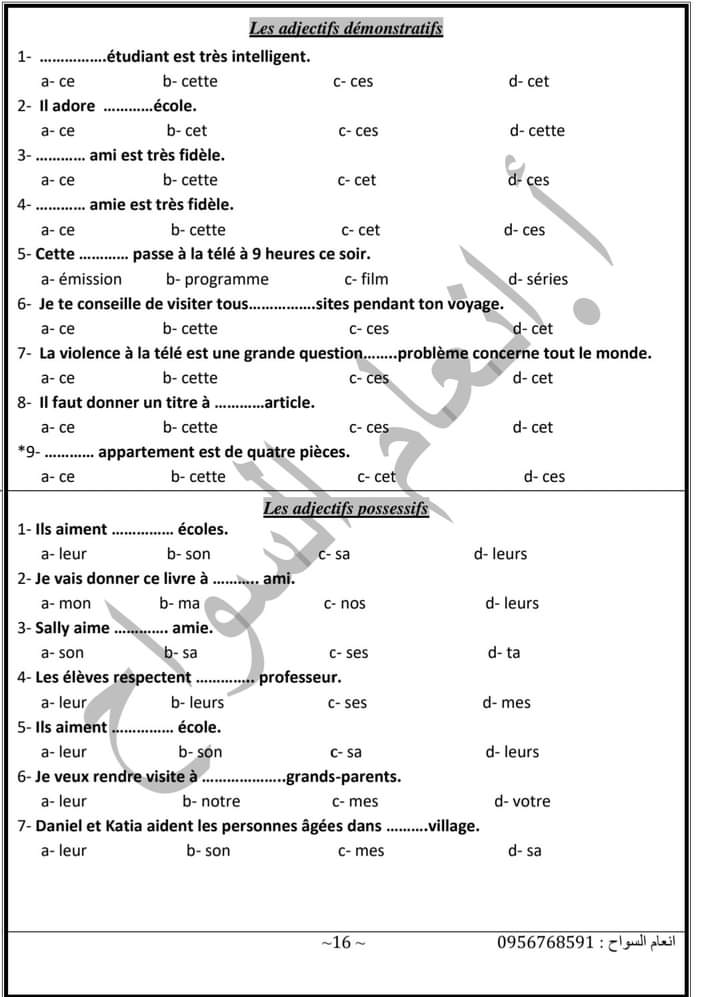 Les adjectifs démonstratifs
1- ……………..étudiant est très intelligent.
a- ce b- cette c- ces d- cet
2- Il adore …………école.
a- ce b- cet c- ces d- cette
3- ………… ami est très fidèle.
a- ce b- cette c- cet d- ces
4- ………… amie est très fidèle.
a- ce b- cette c- cet d- ces
5- Cette ………… passe à la télé à 9 heures ce soir.
a- émission b- programme c- film d- séries
6- Je te conseille de visiter tous……………..sites pendant ton voyage.
a- ce b- cette c- ces d- cet
7- La violence à la télé est une grande question……..problème concerne tout le monde.
a- ce b- cette c- ces d- cet
8- Il faut donner un titre à …………article.
a- ce b- cette c- ces d- cet
*9- ………… appartement est de quatre pièces.
a- ce b- cette c- cet d- ces
Les adjectifs possessifs
1- Ils aiment …………… écoles.
a- leur b- son c- sa d- leurs
2- Je vais donner ce livre à ……….. ami.
a- mon b- ma c- nos d- leurs
3- Sally aime …………. amie.
a- son b- sa c- ses d- ta
4- Les élèves respectent ………….. professeur.
a- leur b- leurs c- ses d- mes
5- Ils aiment …………… école.
a- leur b- son c- sa d- leurs
6- Je veux rendre visite à ………………..grands-parents.
a- leur b- notre c- mes d- votre
7- Daniel et Katia aident les personnes âgées dans ……….village.
a- leur b- son c- mes d- sa
أ. انعام السواح
~16 ~
انعام السواح : 0956768591